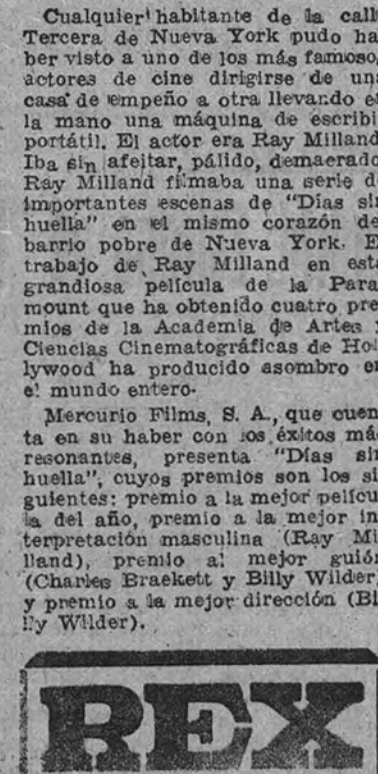 Cualquier habitante de la call
Tercera de Nueva York pudo ha
ber visto a uno de los más famoso,
actores de cine dirigirse de una
casa de empeño a otra llevando e
la mano una máquina de escribi
portátil. El actor era Ray Milland
Iba sin afeitar, pálido, demacrado
Ray Milland filmaba una serie d
importantes escenas de "Días sin
huella" en el mismo corazón de
barrio pobre de Nueva York. E
trabajo de Ray Milland en esta
grandiosa película de la Para
mount que ha obtenido cuatro pre
mios de la Academia de Artes y
Ciencias Cinematográficas de Ho
lywood ha producido asombro en
el mundo entero.
Mercurio Films, S. A., que cuen
ta en su haber con los éxitos má
resonantes, presenta "Días sin
huella", cuyos premios son los si
guientes: premio a la mejor películ
la del año, premio a la mejor in
terpretación masculina (Ray Mi
lland), premio al mejor guión
(Charles Braekett y Billy Wilder)
y premio a la mejor dirección (Bi
lly Wilder).
REX